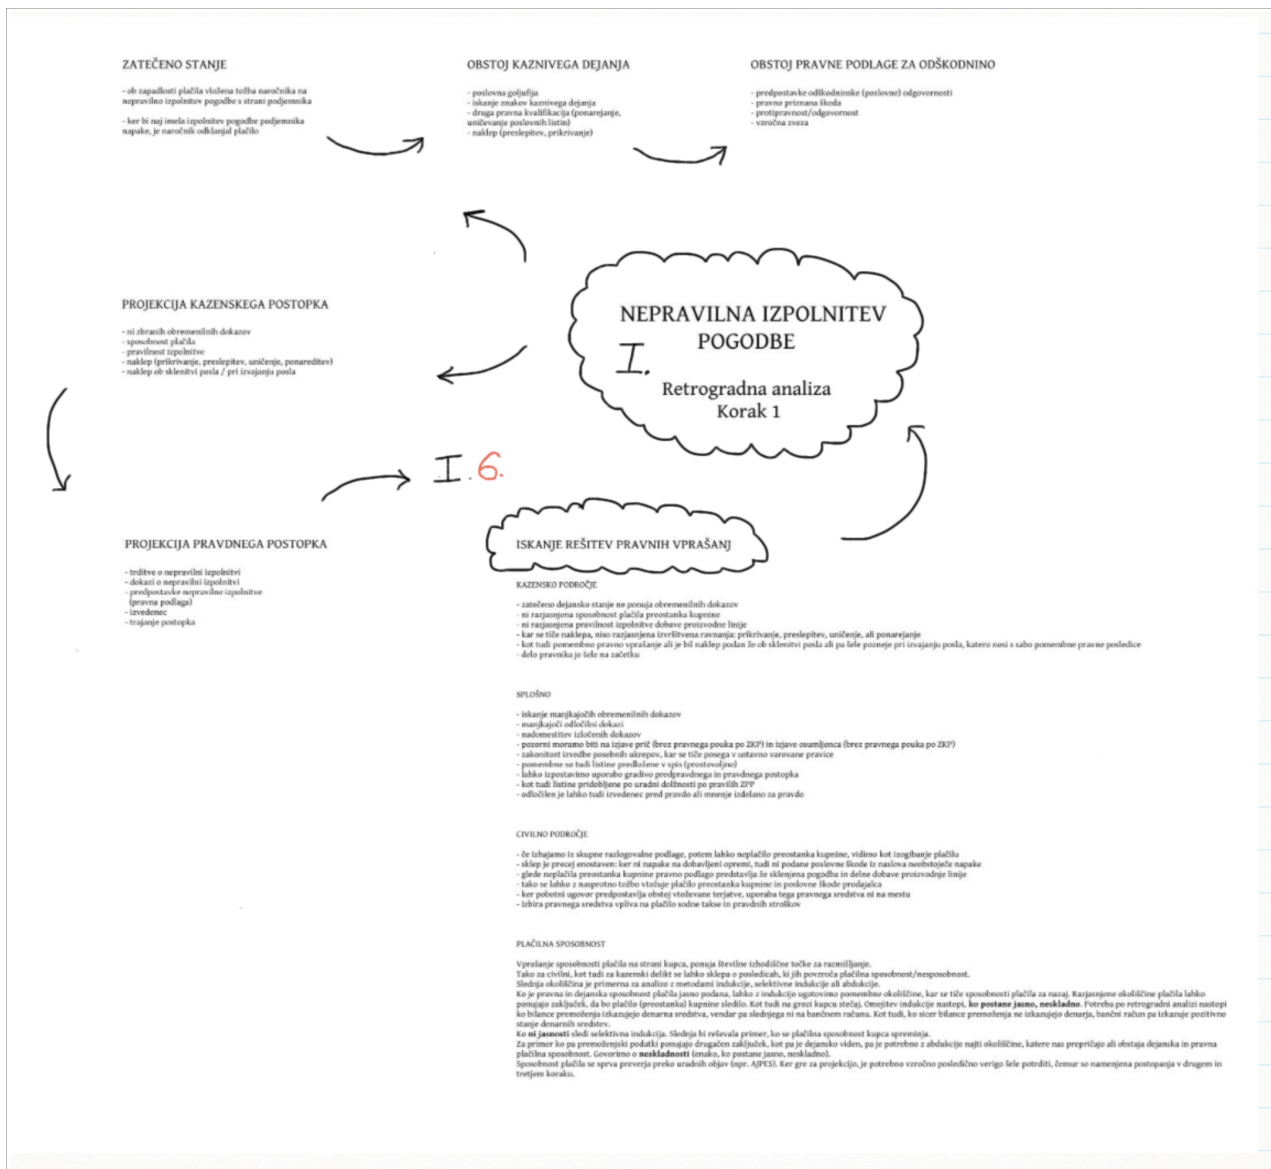 ZATEČENO STANJE
- ob zapadlosti plačila vložena tožba naročnika na
nepravilno izpolnitev pogodbe s strani podjemnika
- ker bi naj imela izpolnitev pogodbe podjemnika
napake, je naročnik odklanjal plačilo
OBSTOJ KAZNIVEGA DEJANJA
- poslovna goljufija
- iskanje znakov kaznivega dejanja
- druga pravna kvalifikacija (ponarejanje,
uničevanje poslovnih listin)
- naklep (preslepitev, prikrivanje)
OBSTOJ PRAVNE PODLAGE ZA ODŠKODNINO
- predpostavke odškodninske (poslovne) odgovornosti
- pravno priznana škoda
- protipravnost/odgovornost
- vzročna zveza
NEPRAVILNA IZPOLNITEV
POGODBE
I.
Retrogradna analiza
Korak 1
PROJEKCIJA KAZENSKEGA POSTOPKA
- ni zbranih obremenilnih dokazov
- sposobnost plačila
- pravilnost izpolnitve
- naklep (prikrivanje, preslepitev, uničenje, ponareditev)
- naklep ob sklenitvi posla / pri izvajanju posla
I.6.
PROJEKCIJA PRAVDNEGA POSTOPKA
- trditve o nepravilni izpolnitvi
- dokazi o nepravilni izpolnitvi
- predpostavke nepravilne izpolnitve
(pravna podlaga)
- izvedenec
- trajanje postopka
ISKANJE REŠITEV PRAVNIH VPRAŠANJ
KAZENSKO PODROČJE
- zatečeno dejansko stanje ne ponuja obremenilnih dokazov
- ni razjasnjena sposobnost plačila preostanka kupnine
- ni razjasnjena pravilnost izpolnitve dobave proizvodne linije
- kar se tiče naklepa, niso razjasnjena izvršitvena ravnanja: prikrivanje, preslepitev, uničenje, ali ponarejanje
- kot tudi pomembno pravno vprašanje ali je bil naklep podan že ob sklenitvi posla ali pa šele pozneje pri izvajanju posla, katero nosi s sabo pomembne pravne posledice
- delo pravnika je šele na začetku
SPLOŠNO
- iskanje manjkajočih obremenilnih dokazov
- manjkajoči odločilni dokazi
- nadomestitev izločenih dokazov
- pozorni moramo biti na izjave prič (brez pravnega pouka po ZKP) in izjave osumljenca (brez pravnega pouka po ZKP)
- zakonitost izvedbe posebnih ukrepov, kar se tiče posega v ustavno varovane pravice
- pomembne so tudi listine predložene v spis (prostovoljno)
- lahko izpostavimo uporabo gradivo predpravdnega in pravdnega postopka
- kot tudi listine pridobljene po uradni dolžnosti po pravilih ZPP
- odločilen je lahko tudi izvedenec pred pravdo ali mnenje izdelano za pravdo
CIVILNO PODROČJE
- če izhajamo iz skupne razlogovalne podlage, potem lahko neplačilo preostanka kupnine, vidimo kot izogibanje plačilu
- sklep je precej enostaven: ker ni napake na dobavljeni opremi, tudi ni podane poslovne škode iz naslova neobstoječe napake
- glede neplačila preostanka kupnine pravno podlago predstavlja že sklenjena pogodba in delne dobave proizvodnje linije
- tako se lahko z nasprotno tožbo vtožuje plačilo preostanka kupnine in poslovne škode prodajalca
- ker pobotni ugovor predpostavlja obstoj vtoževane terjatve, uporaba tega pravnega sredstva ni na mestu
- izbira pravnega sredstva vpliva na plačilo sodne takse in pravdnih stroškov
PLAČILNA SPOSOBNOST
Vprašanje sposobnosti plačila na strani kupca, ponuja številne izhodiščne točke za razmišljanje.
Tako za civilni, kot tudi za kazenski delikt se lahko sklepa o posledicah, ki jih povzroča plačilna sposobnost/nesposobnost.
Slednja okoliščina je primerna za analizo z metodami indukcije, selektivne indukcije ali abdukcije.
Ko je pravna in dejanska sposobnost plačila jasno podana, lahko z indukcijo ugotovimo pomembne okoliščine, kar se tiče sposobnosti plačila za nazaj. Razjasnjene okoliščine plačila lahko
ponujajo zaključek, da bo plačilo (preostanka) kupnine sledilo. Kot tudi na grozi kupcu stečaj. Omejitev indukcije nastopi, ko postane jasno, neskladno. Potreba po retrogradni analizi nastopi
ko bilance premoženja izkazujejo denarna sredstva, vendar pa slednjega ni na bančnem računu. Kot tudi, ko sicer bilance premoženja ne izkazujejo denarja, bančni račun pa izkazuje pozitivno
stanje denarnih sredstev.
Ko ni jasnosti sledi selektivna indukcija. Slednja bi reševala primer, ko se plačilna sposobnost kupca spreminja.
Za primer ko pa premoženjski podatki ponujajo drugačen zaključek, kot pa je dejansko viden, pa je potrebno z abdukcijo najti okoliščine, katere nas prepričajo ali obstaja dejanska in pravna
plačilna sposobnost. Govorimo o neskladnosti (enako, ko postane jasno, neskladno).
Sposobnost plačila se sprva preverja preko uradnih objav (npr. AJPES). Ker gre za projekcijo, je potrebno vzročno posledično verigo šele potrditi, čemur so namenjena postopanja v drugem in
tretjem koraku.